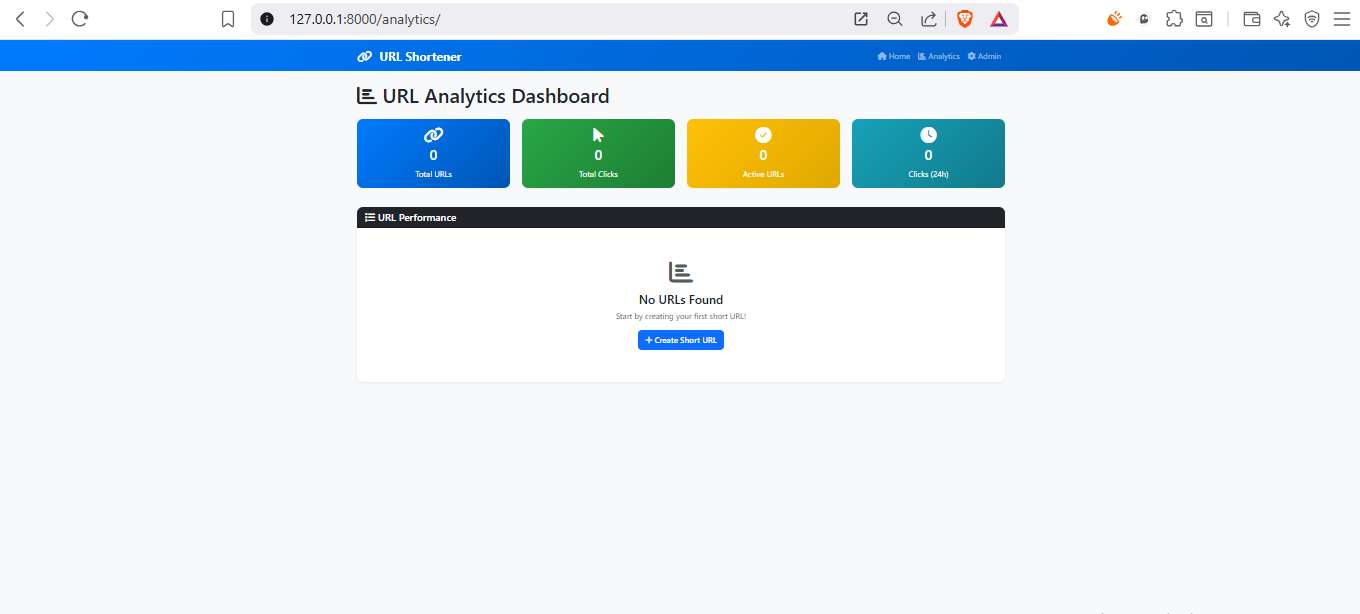 127.0.0.1:8000/analytics/
URL Shortener
Home Analytics Admin
URL Analytics Dashboard
0
Total URLs
0
Total Clicks
0
Active URLs
0
Clicks (24h)
URL Performance
No URLs Found
Start by creating your first short URL!
+ Create Short URL